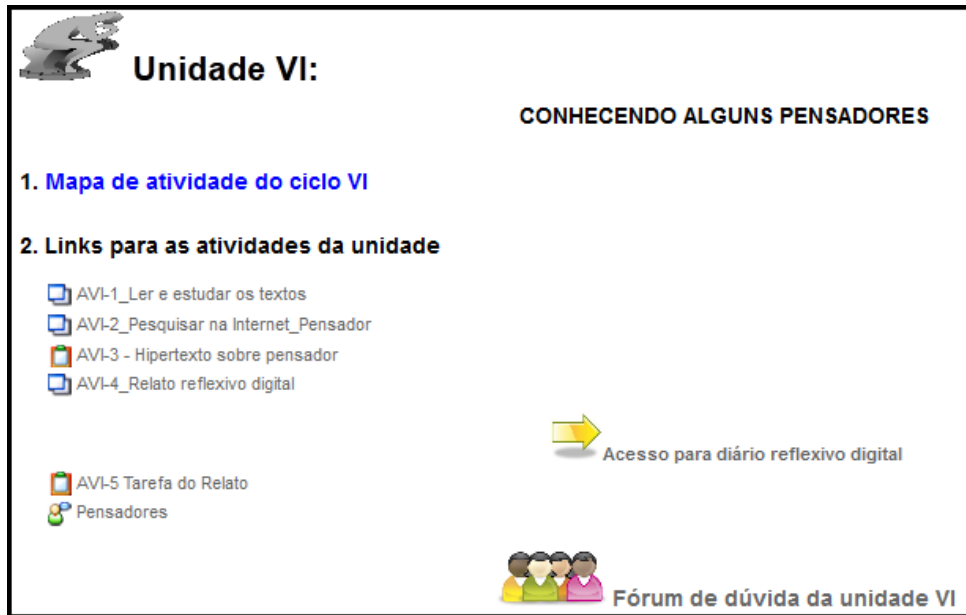 Unidade VI:
CONHECENDO ALGUNS PENSADORES
1. Mapa de atividade do ciclo VI
2. Links para as atividades da unidade
AVI-1_Ler e estudar os textos
AVI-2_Pesquisar na Internet_Pensador
AVI-3 - Hipertexto sobre pensador
AVI-4_Relato reflexivo digital
Acesso para diário reflexivo digital
AVI-5 Tarefa do Relato
Pensadores
Fórum de dúvida da unidade VI